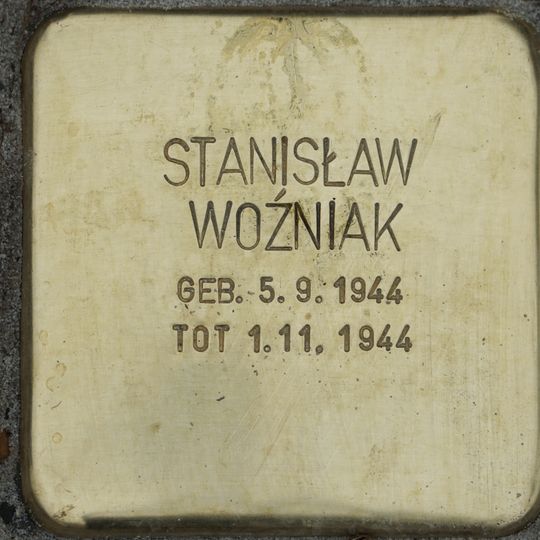 STANISŁAW
WOŹNIAK
GEB. 5. 9. 1944
TOT 1. 11. 1944